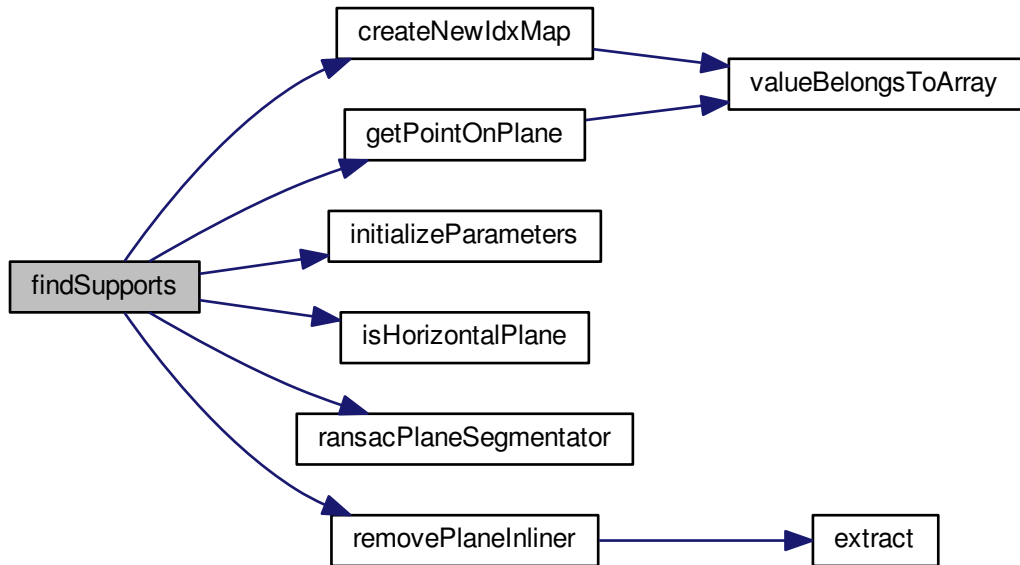 createNewIdxMap
valueBelongsToArray
getPointOnPlane
initializeParameters
findSupports
isHorizontalPlane
ransacPlaneSegmentator
removePlaneInliner
extract